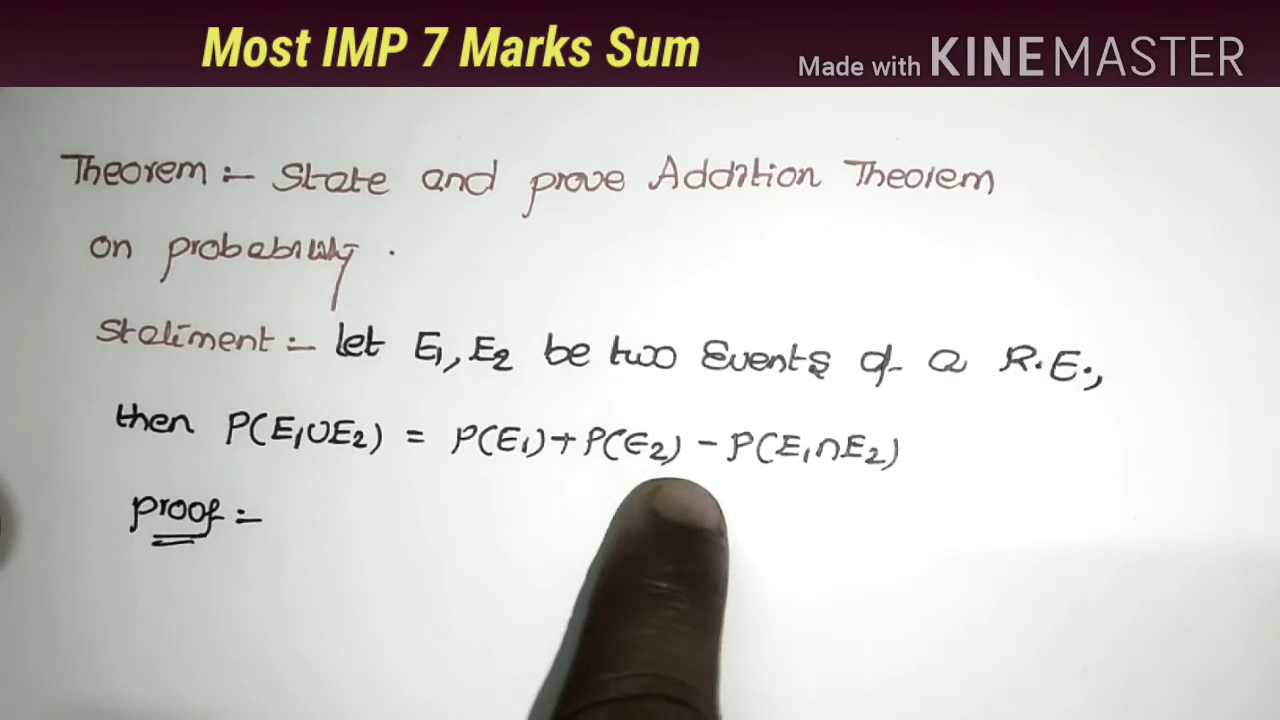 Most IMP 7 Marks Sum
Made with KINEMASTER
Theorem :- State and prove Addition Theorem
on probability .
Statiment :- let E1, E2 be two Events of a R.E.,
then P(E1∪E2) = P(E1)+P(E2) - P(E1∩E2)
proof :-